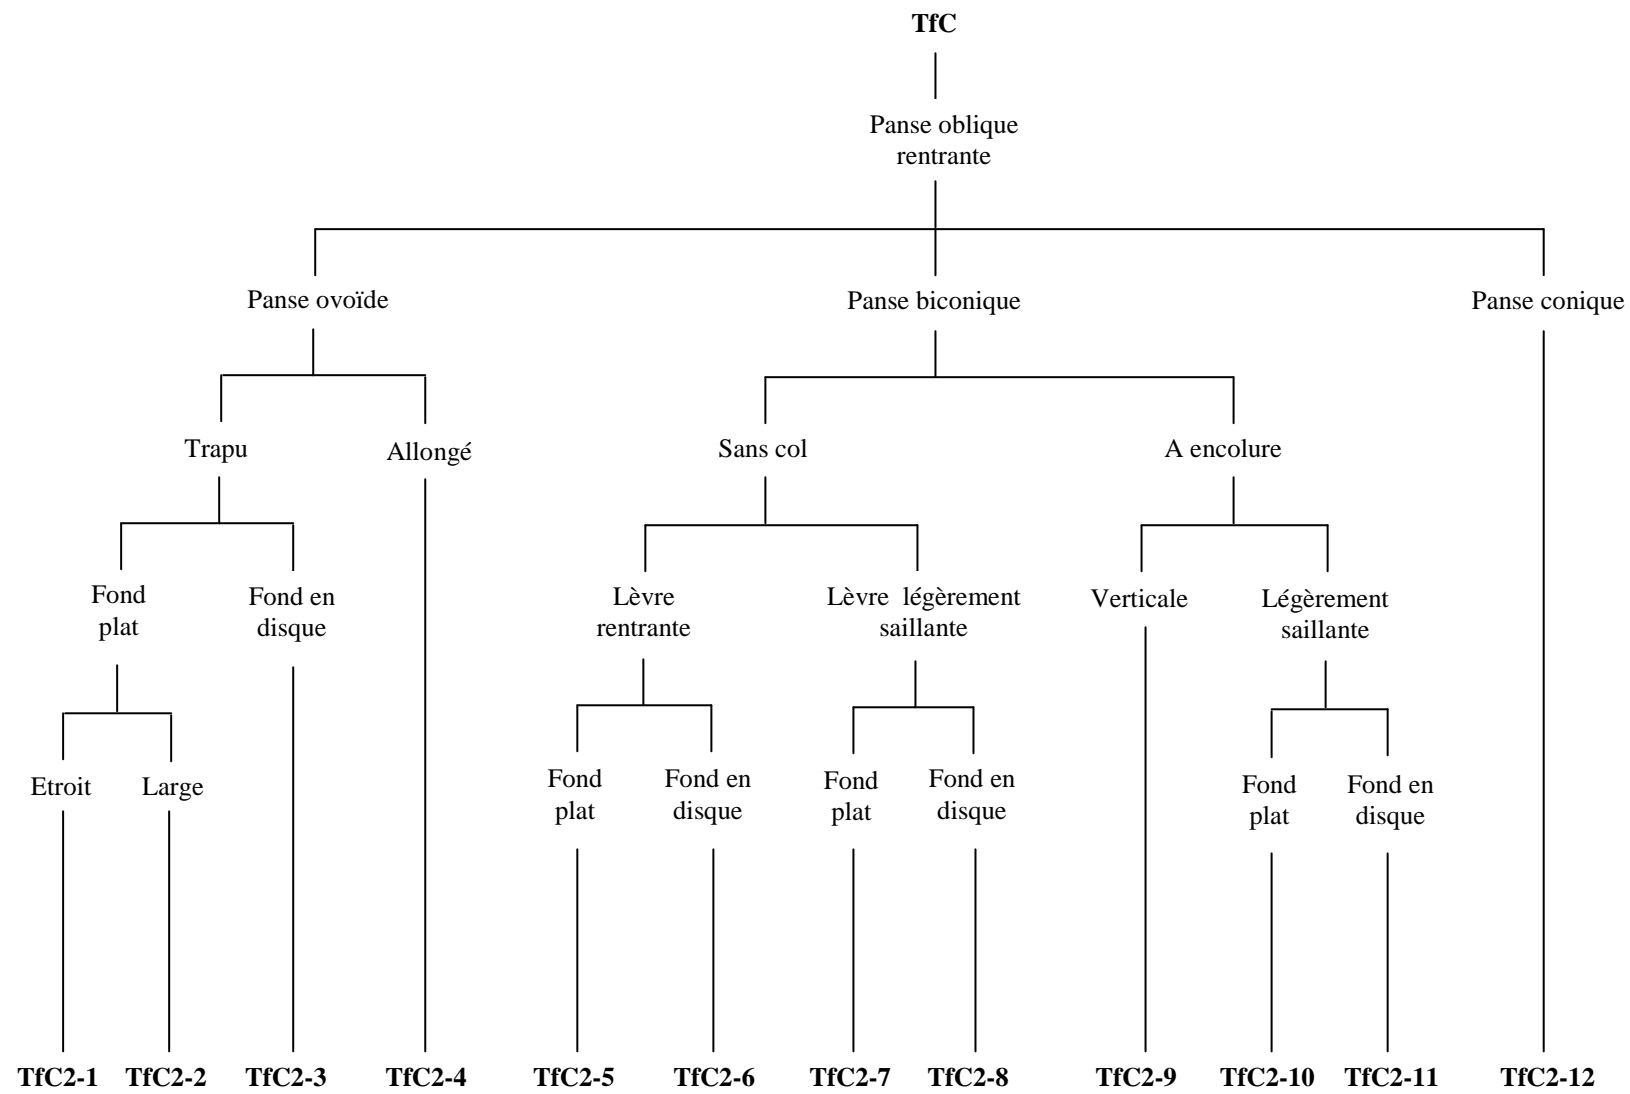 TfC
Panse oblique
rentrante
Panse ovoïde
Panse biconique
Panse conique
Trapu
Allongé
Sans col
A encolure
Fond
plat
Fond en
disque
Lèvre
rentrante
Lèvre légèrement
saillante
Verticale
Légèrement
saillante
Etroit
Large
Fond
plat
Fond en
disque
Fond
plat
Fond en
disque
Fond
plat
Fond en
disque
TfC2-1 TfC2-2 TfC2-3 TfC2-4 TfC2-5 TfC2-6 TfC2-7 TfC2-8 TfC2-9 TfC2-10 TfC2-11 TfC2-12